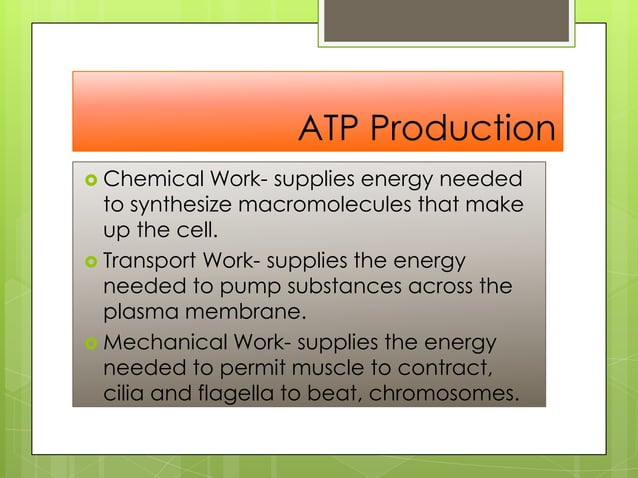 ATP Production
Chemical Work- supplies energy needed
to synthesize macromolecules that make
up the cell.
Transport Work- supplies the energy
needed to pump substances across the
plasma membrane.
Mechanical Work- supplies the energy
needed to permit muscle to contract,
cilia and flagella to beat, chromosomes.